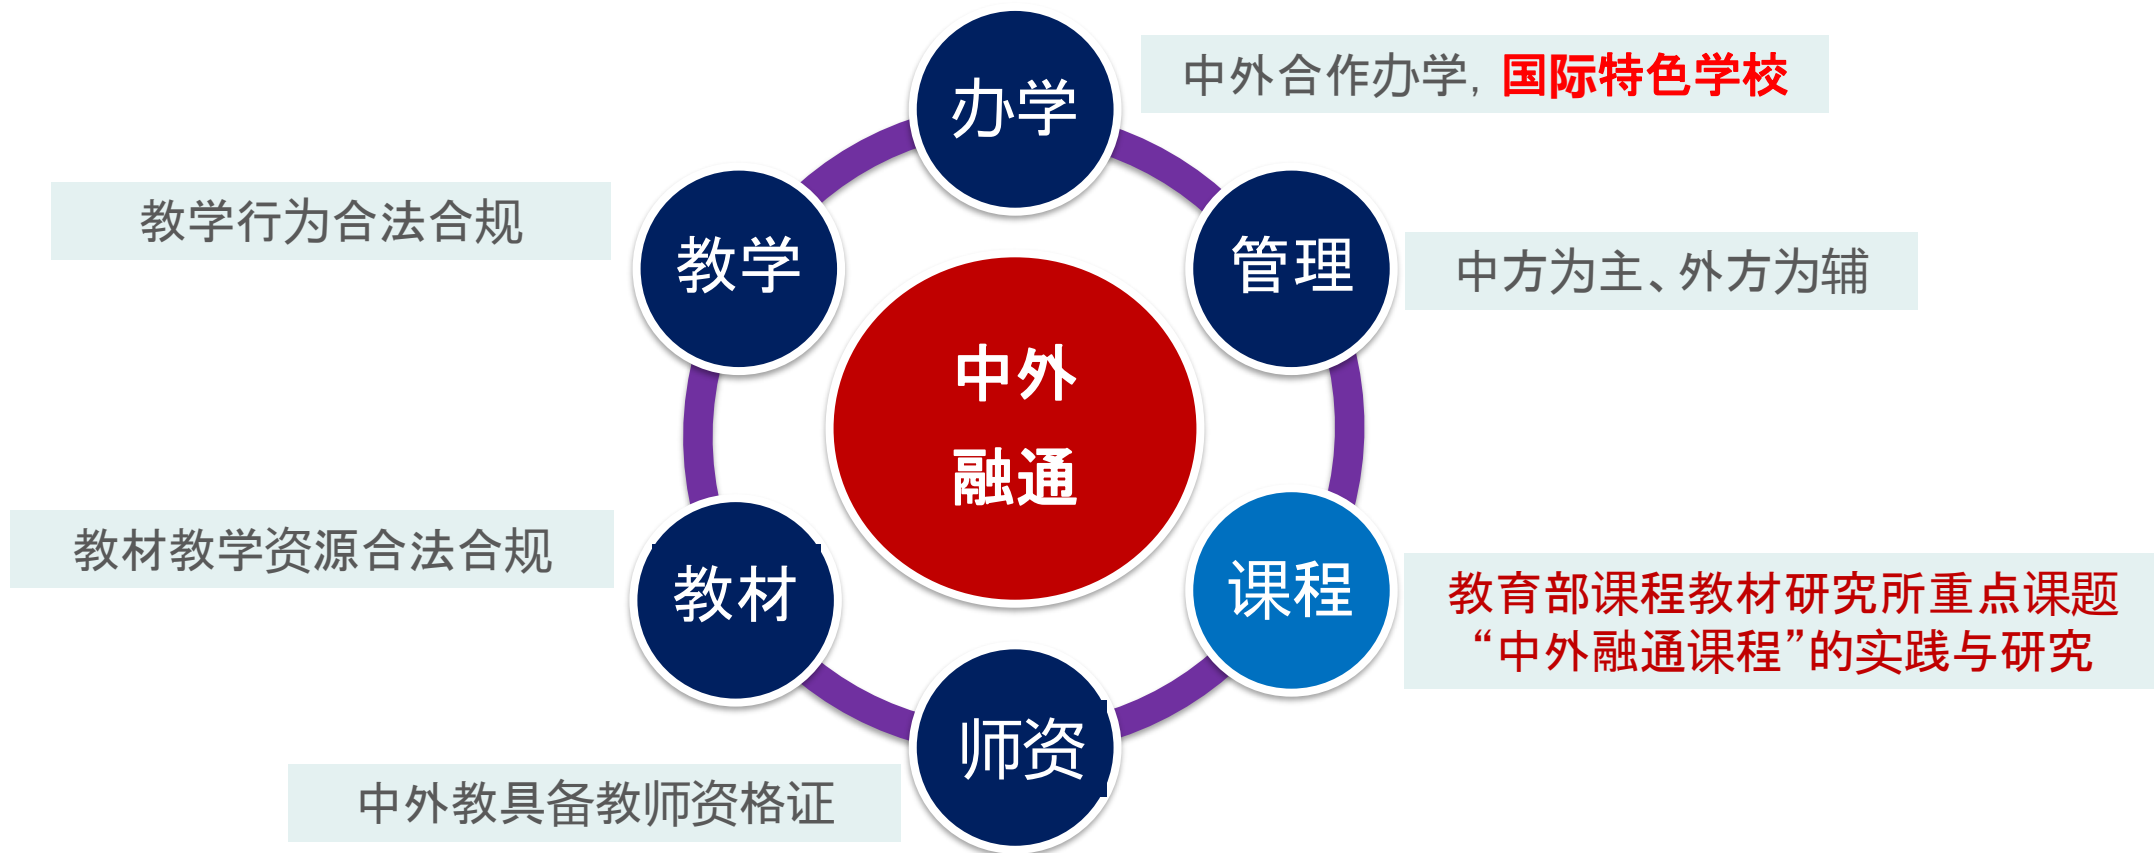 办学
中外合作办学,国际特色学校
教学行为合法合规
教学
管理
中方为主、外方为辅
中外
融通
教材教学资源合法合规
教材
课程
教育部课程教材研究所重点课题
“中外融通课程”的实践与研究
师资
中外教具备教师资格证